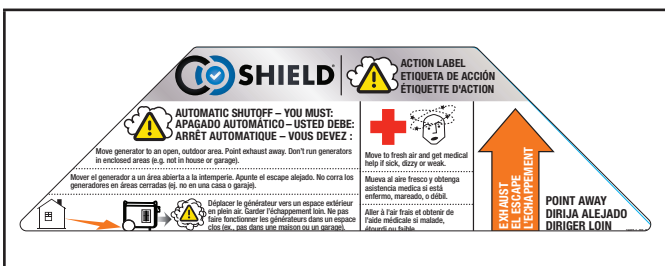 CO SHIELD®
ACTION LABEL
ETIQUETA DE ACCIÓN
ÉTIQUETTE D'ACTION
AUTOMATIC SHUTOFF – YOU MUST:
APAGADO AUTOMÁTICO – USTED DEBE:
ARRÊT AUTOMATIQUE – VOUS DEVEZ :
Move generator to an open, outdoor area. Point exhaust away. Don't run generators
in enclosed areas (e.g. not in house or garage).
Mover el generador a un área abierta a la intemperie. Apunte el escape alejado. No corra los
generadores en áreas cerradas (ej. no en una casa o garaje).
Déplacer le générateur vers un espace extérieur
en plein air. Garder l'échappement loin. Ne pas
faire fonctionner les générateurs dans un espace
clos (ex., pas dans une maison ou un garage).
Move to fresh air and get medical
help if sick, dizzy or weak.
Mueva al aire fresco y obtenga
asistencia medica si está
enfermo, mareado, o débil.
Aller à l'air frais et obtenir de
l'aide médicale si malade,
étourdi ou faible.
EXHAUST
EL ESCAPE
L'ÉCHAPPEMENT
POINT AWAY
DIRIJA ALEJADO
DIRIGER LOIN